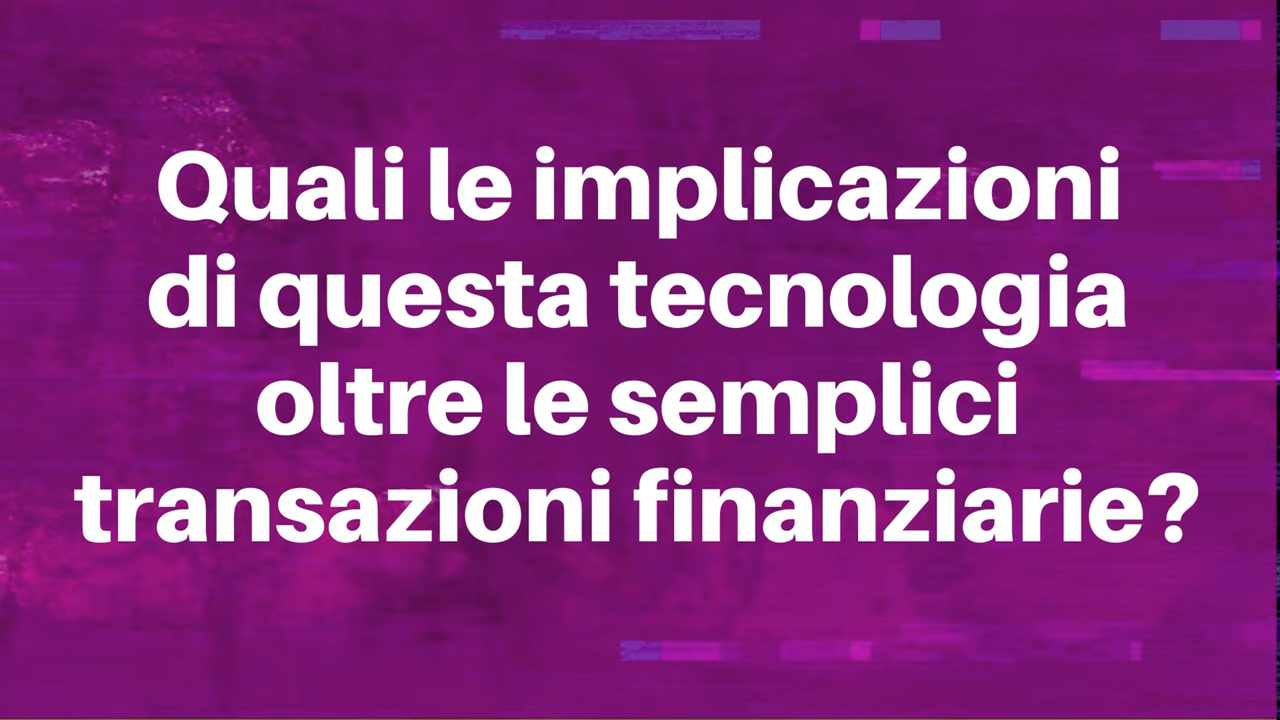 Quali le implicazioni
di questa tecnologia
oltre le semplici
transazioni finanziarie?